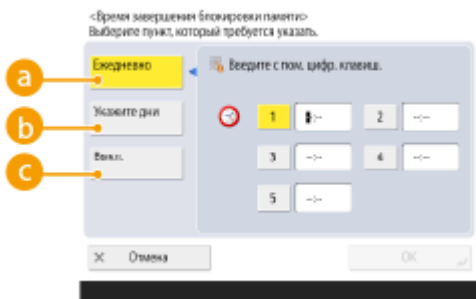 <Время завершения блокировки памяти>
Выберите пункт, который требуется указать.
a
Ежедневно
Введите с пом. цифр. клавиш.
b
Укажите дни
1 -:--
2 --:--
c
Выкл.
3 --:--
4 --:--
5 --:--
× Отмена
OK